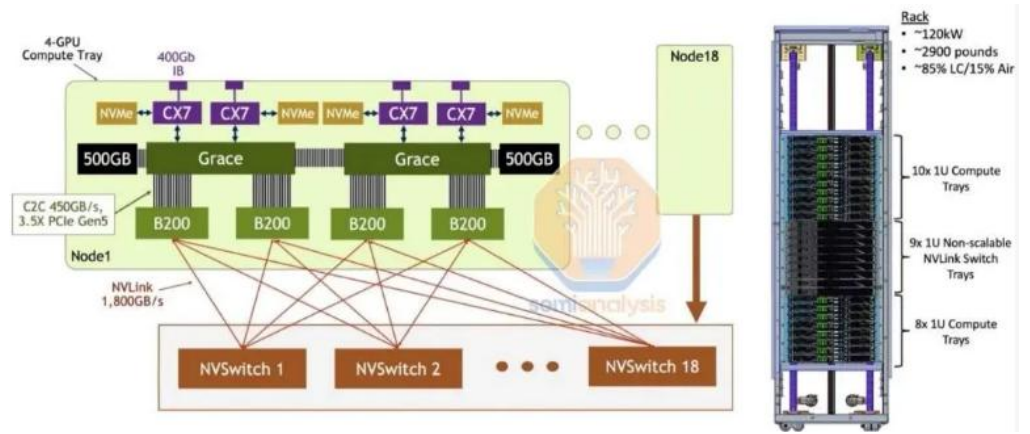 4-GPU
Compute Tray
400Gb
IB
NVMe
CX7
CX7
NVMe
NVMe
CX7
CX7
NVMe
500GB
Grace
Grace
500GB
C2C 450GB/s,
3.5X PCIe Gen5
B200
B200
B200
B200
Node1
Node18
NVLink
1,800GB/s
semianalysis
NVSwitch 1
NVSwitch 2
NVSwitch 18
Rack
• ~120kW
• ~2900 pounds
• ~85% LC/15% Air
10x 1U Compute
Trays
9x 1U Non-scalable
NVLink Switch
Trays
8x 1U Compute
Trays